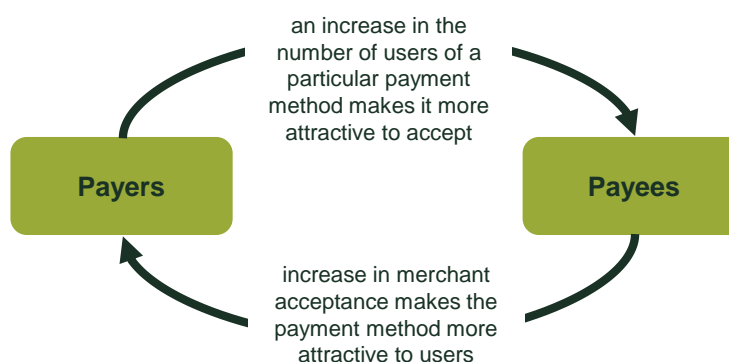 an increase in the
number of users of a
particular payment
method makes it more
attractive to accept
Payers
Payees
increase in merchant
acceptance makes the
payment method more
attractive to users